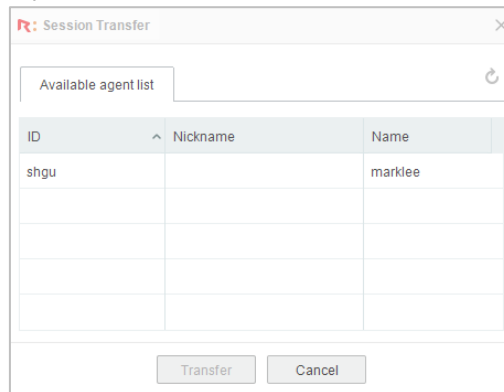 R: Session Transfer
Available agent list
ID Nickname Name
shgu marklee
Transfer Cancel